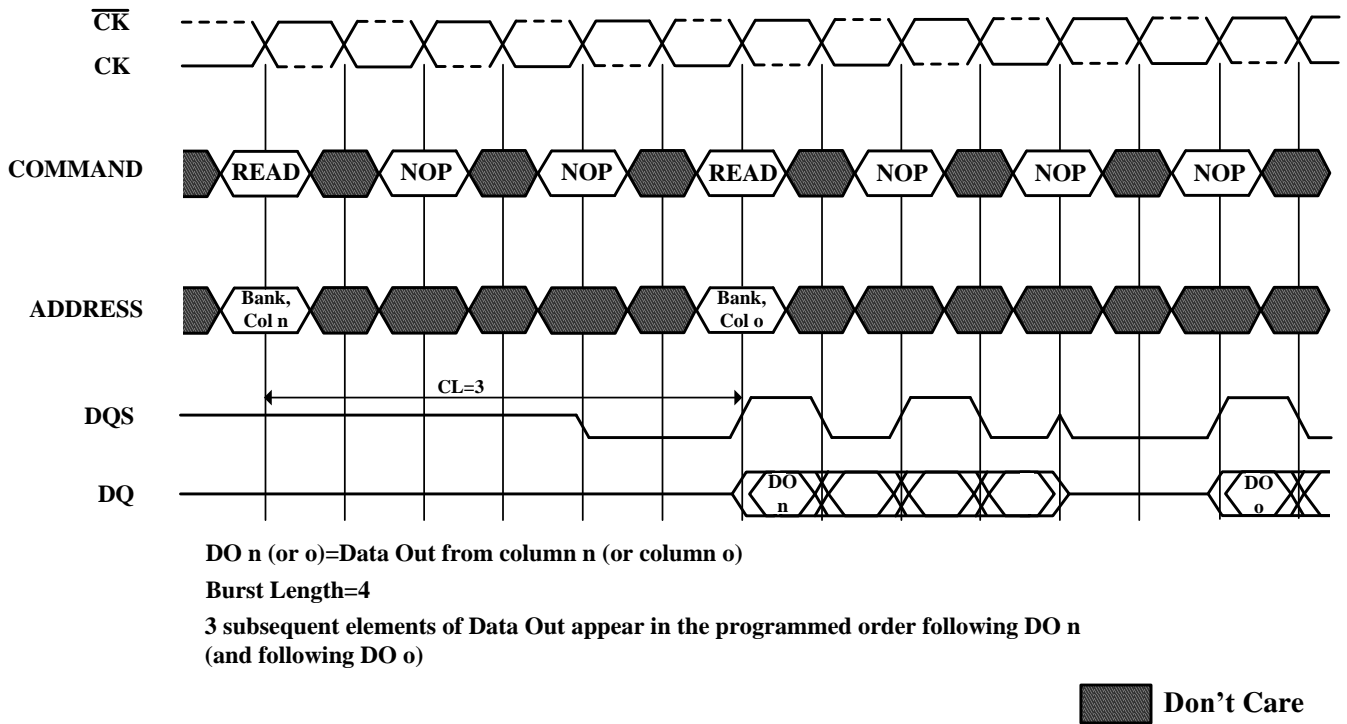 CK
CK
COMMAND READ NOP NOP READ NOP NOP NOP
ADDRESS Bank, Col n Bank, Col o
CL=3
DQS
DQ DO n DO o
DO n (or o)=Data Out from column n (or column o)
Burst Length=4
3 subsequent elements of Data Out appear in the programmed order following DO n
(and following DO o)
Don't Care